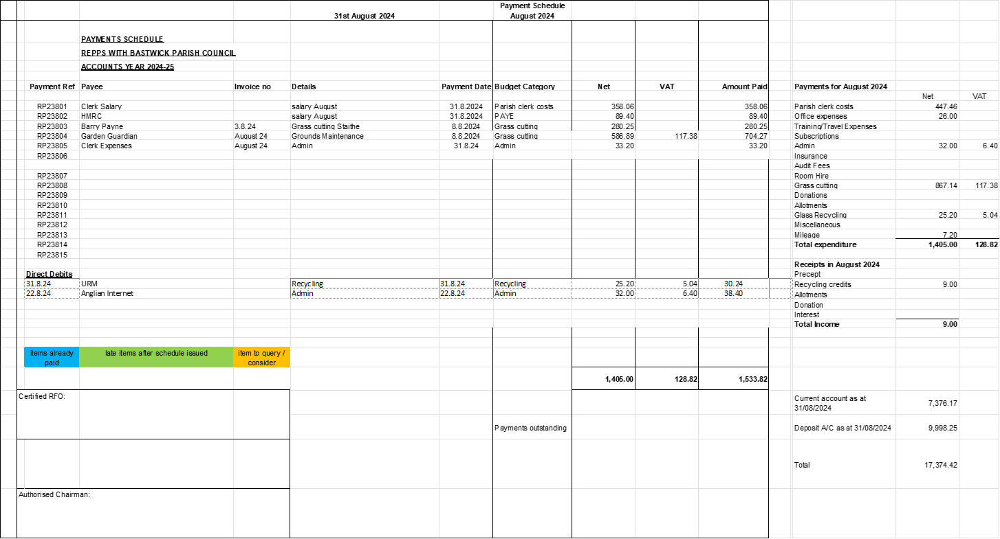 Payment Schedule
31st August 2024 August 2024
PAYMENTS SCHEDULE
REPPS WITH BASTWICK PARISH COUNCIL
ACCOUNTS YEAR 2024-25
Payment Ref Payee Invoice no Details Payment Date Budget Category Net VAT Amount Paid Payments for August 2024
Net VAT
RP23801 Clerk Salary salary August 31.8.2024 Parish clerk costs 358.06 358.06 Parish clerk costs 447.46
RP23802 HMRC salary August 31.8.2024 PAYE 89.40 89.40 Office expenses 26.00
RP23803 Barry Payne 3.8.24 Grass cutting Staithe 8.8.2024 Grass cutting 280.25 280.25 Training/Travel Expenses
RP23804 Garden Guardian August 24 Grounds Maintenance 8.8.2024 Grass cutting 586.89 117.38 704.27 Subscriptions
RP23805 Clerk Expenses August 24 Admin 31.8.24 Admin 33.20 33.20 Admin 32.00 6.40
RP23806 Insurance
Audit Fees
RP23807 Room Hire
RP23808 Grass cutting 867.14 117.38
RP23809 Donations
RP23810 Allotments
RP23811 Glass Recycling 25.20 5.04
RP23812 Miscellaneous
RP23813 Mileage 7.20
RP23814 Total expenditure 1,405.00 128.82
RP23815
Receipts in August 2024
Direct Debits Precept
31.8.24 URM Recycling 31.8.24 Recycling 25.20 5.04 30.24 Recycling credits 9.00
22.8.24 Anglian Internet Admin 22.8.24 Admin 32.00 6.40 38.40 Allotments
Donation
Interest
Total Income 9.00
items already paid late items after schedule issued item to query / consider
1,405.00 128.82 1,533.82
Certified RFO:
Current account as at 31/08/2024 7,376.17
Payments outstanding Deposit A/C as at 31/08/2024 9,998.25
Total 17,374.42
Authorised Chairman: